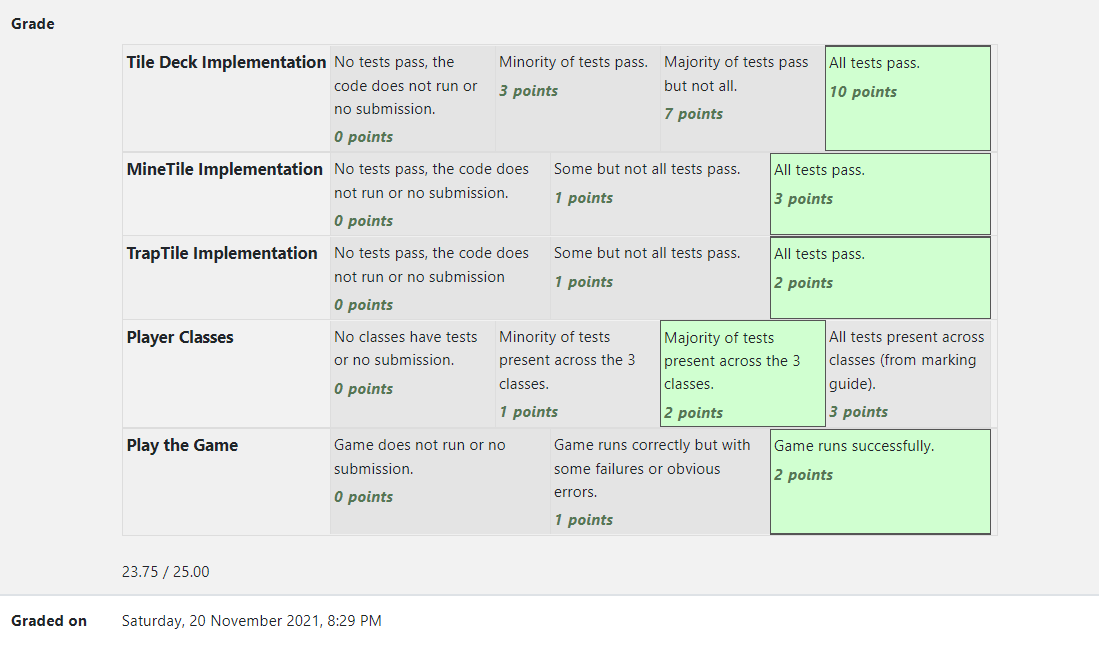 Grade
Tile Deck Implementation
No tests pass, the
code does not run or
no submission.
0 points
Minority of tests pass.
3 points
Majority of tests pass
but not all.
7 points
All tests pass.
10 points
MineTile Implementation
No tests pass, the code does
not run or no submission.
0 points
Some but not all tests pass.
1 points
All tests pass.
3 points
TrapTile Implementation
No tests pass, the code does
not run or no submission
0 points
Some but not all tests pass.
1 points
All tests pass.
2 points
Player Classes
No classes have tests
or no submission.
0 points
Minority of tests
present across the 3
classes.
1 points
Majority of tests
present across the 3
classes.
2 points
All tests present across
classes (from marking
guide).
3 points
Play the Game
Game does not run or no
submission.
0 points
Game runs correctly but with
some failures or obvious
errors.
1 points
Game runs successfully.
2 points
23.75 / 25.00
Graded on
Saturday, 20 November 2021, 8:29 PM